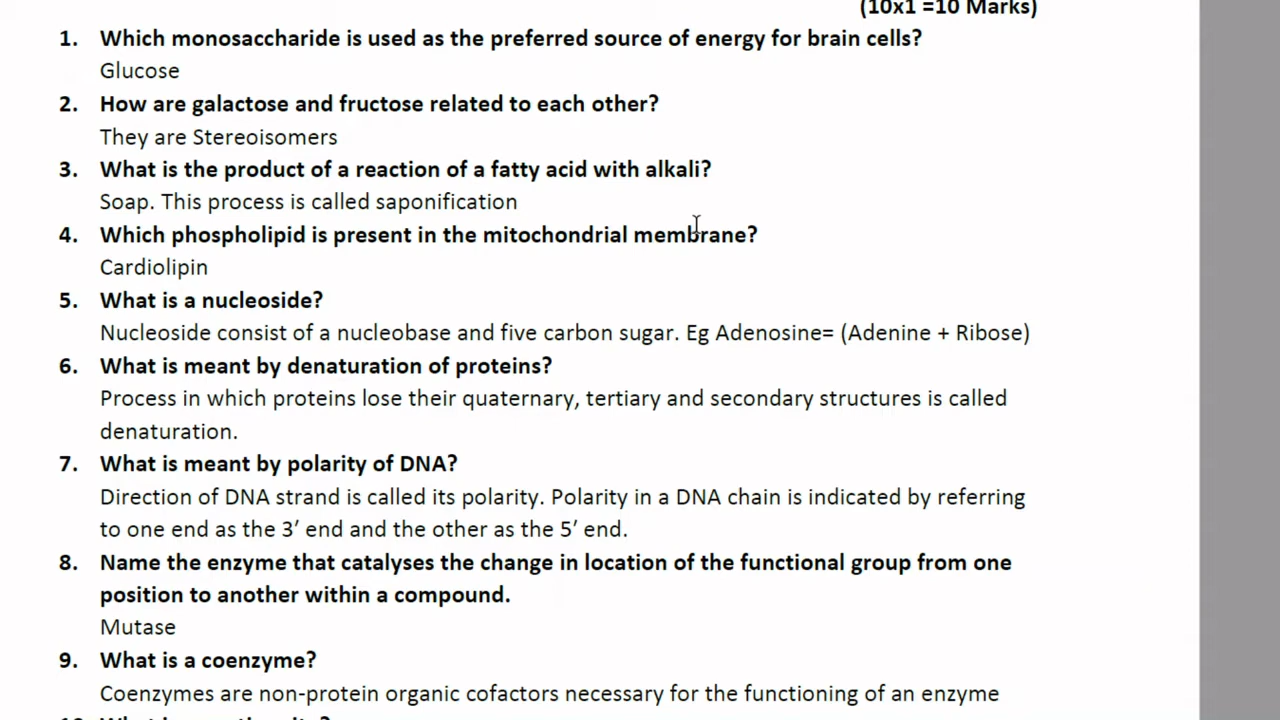 (10x1 =10 Marks)
1. Which monosaccharide is used as the preferred source of energy for brain cells?
Glucose
2. How are galactose and fructose related to each other?
They are Stereoisomers
3. What is the product of a reaction of a fatty acid with alkali?
Soap. This process is called saponification
4. Which phospholipid is present in the mitochondrial membrane?
Cardiolipin
5. What is a nucleoside?
Nucleoside consist of a nucleobase and five carbon sugar. Eg Adenosine= (Adenine + Ribose)
6. What is meant by denaturation of proteins?
Process in which proteins lose their quaternary, tertiary and secondary structures is called
denaturation.
7. What is meant by polarity of DNA?
Direction of DNA strand is called its polarity. Polarity in a DNA chain is indicated by referring
to one end as the 3’ end and the other as the 5’ end.
8. Name the enzyme that catalyses the change in location of the functional group from one
position to another within a compound.
Mutase
9. What is a coenzyme?
Coenzymes are non-protein organic cofactors necessary for the functioning of an enzyme
10. What is